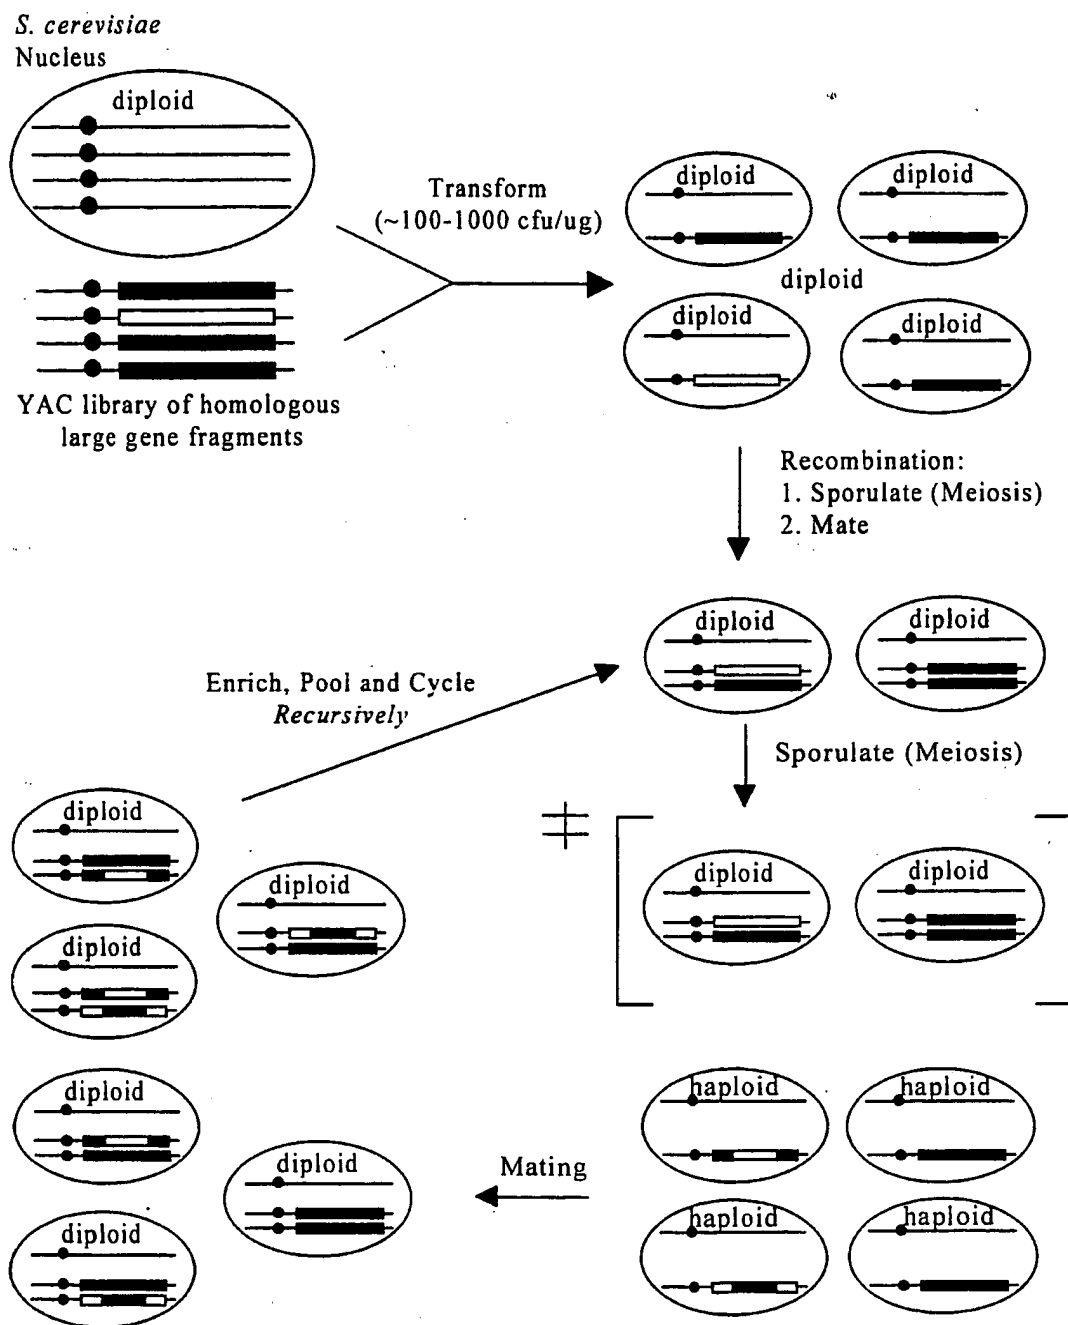 S. cerevisiae
Nucleus
diploid
Transform
(~100-1000 cfu/ug)
diploid
diploid
diploid
diploid
diploid
YAC library of homologous
large gene fragments
Recombination:
1. Sporulate (Meiosis)
2. Mate
diploid
diploid
Enrich, Pool and Cycle
Recursively
Sporulate (Meiosis)
diploid
diploid
diploid
diploid
diploid
diploid
haploid
haploid
diploid
Mating
haploid
haploid
diploid